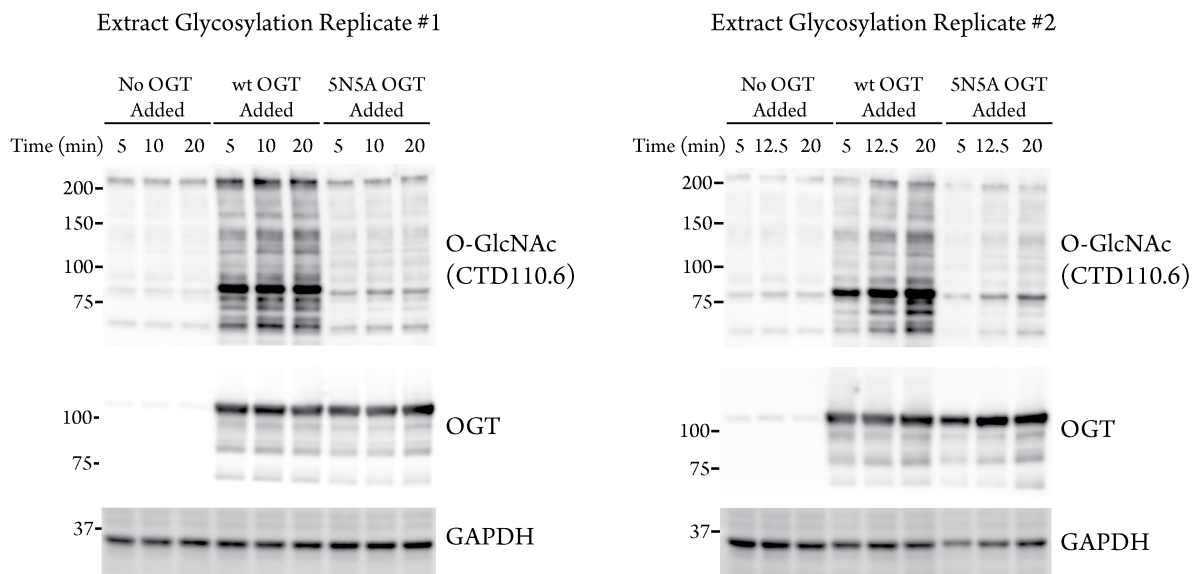 Extract Glycosylation Replicate #1
No OGT Added
wt OGT Added
5N5A OGT Added
Time (min) 5 10 20 5 10 20 5 10 20
200
150
100
75
O-GlcNAc
(CTD110.6)
100
75
OGT
37
GAPDH
Extract Glycosylation Replicate #2
No OGT Added
wt OGT Added
5N5A OGT Added
Time (min) 5 12.5 20 5 12.5 20 5 12.5 20
200
150
100
75
O-GlcNAc
(CTD110.6)
100
75
OGT
37
GAPDH